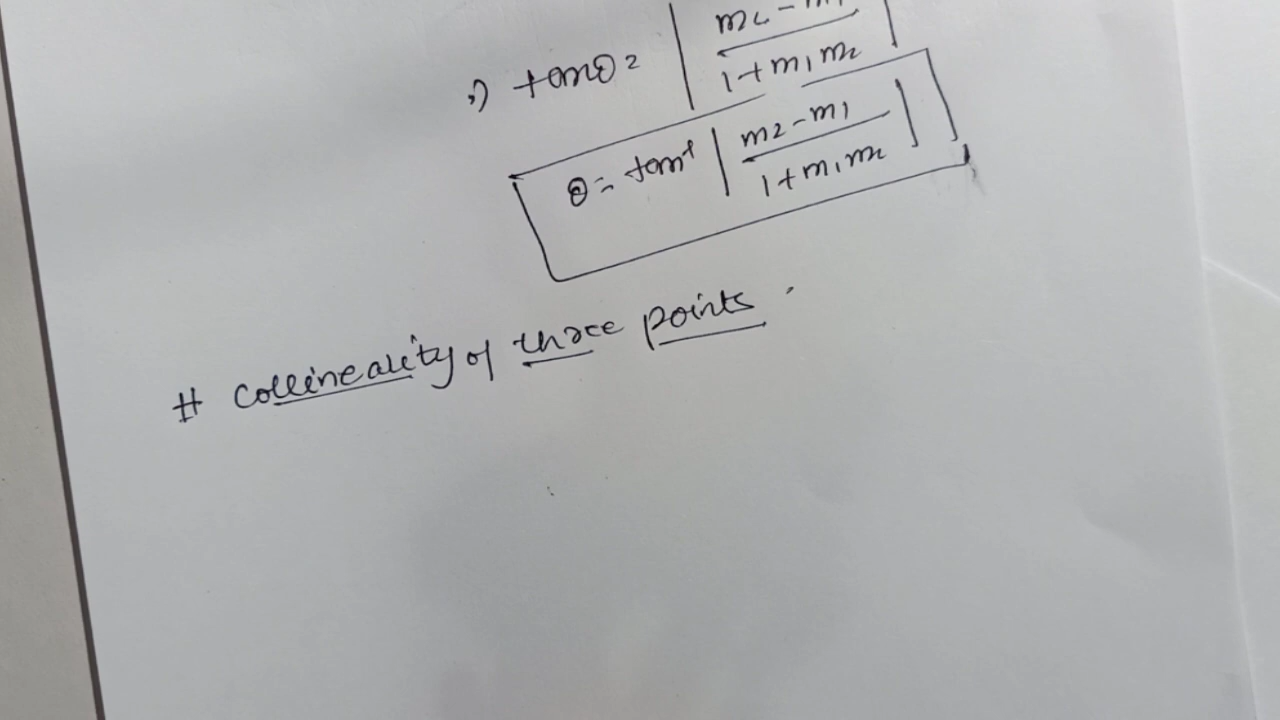 ∴) tanθ = | m2 - m1 / 1 + m1m2 |
θ = tan⁻¹ | m2 - m1 / 1 + m1m2 |
# Collinearity of three points .